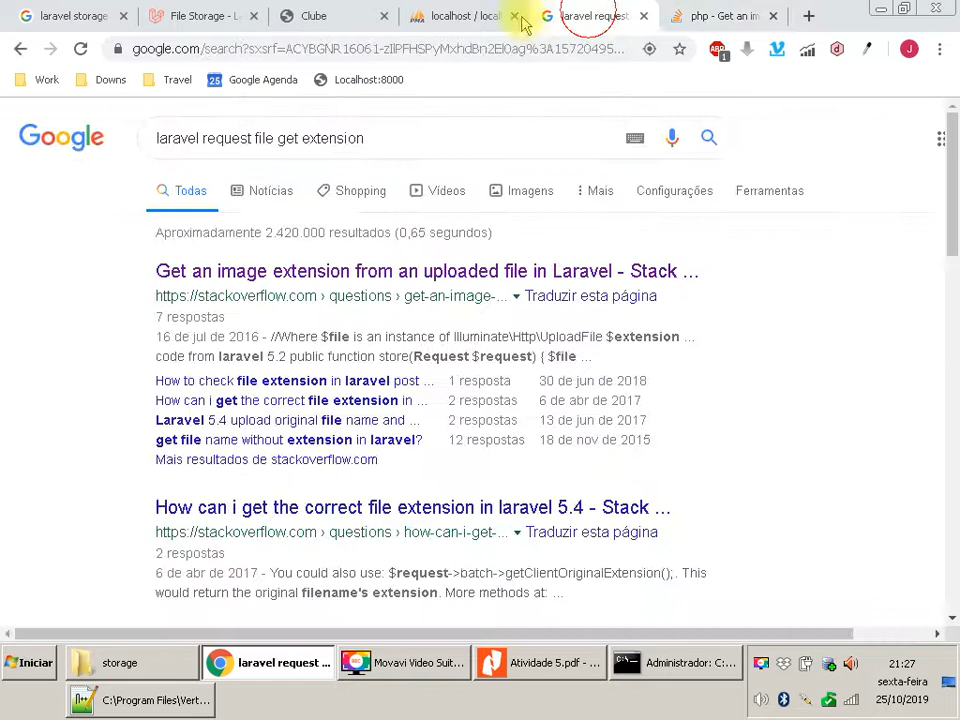 laravel storage
File Storage - L
Clube
localhost / local
laravel request
php - Get an im
google.com/search?sxsrf=ACYBGNR16061-zIlPFHSPyMxhdBn2El0ag%3A15720495...
1
J
Work
Downs
Travel
25
Google Agenda
Localhost:8000
Google
laravel request file get extension
Todas
Notícias
Shopping
Vídeos
Imagens
Mais
Configurações
Ferramentas
Aproximadamente 2.420.000 resultados (0,65 segundos)
Get an image extension from an uploaded file in Laravel - Stack ...
https://stackoverflow.com › questions › get-an-image-... Traduzir esta página
7 respostas
16 de jul de 2016 - //Where $file is an instance of Illuminate\Http\UploadFile $extension ...
code from laravel 5.2 public function store(Request $request) { $file ...
How to check file extension in laravel post ... 1 resposta 30 de jun de 2018
How can i get the correct file extension in ... 2 respostas 6 de abr de 2017
Laravel 5.4 upload original file name and ... 2 respostas 13 de jun de 2017
get file name without extension in laravel? 12 respostas 18 de nov de 2015
Mais resultados de stackoverflow.com
How can i get the correct file extension in laravel 5.4 - Stack ...
https://stackoverflow.com › questions › how-can-i-get-... Traduzir esta página
2 respostas
6 de abr de 2017 - You could also use: $request->batch->getClientOriginalExtension();. This
would return the original filename's extension. More methods at: ...
Iniciar
storage
laravel request ...
Movavi Video Suit...
Atividade 5.pdf - ...
Administrador: C:...
21:27
sexta-feira
25/10/2019
C:\Program Files\Vert...